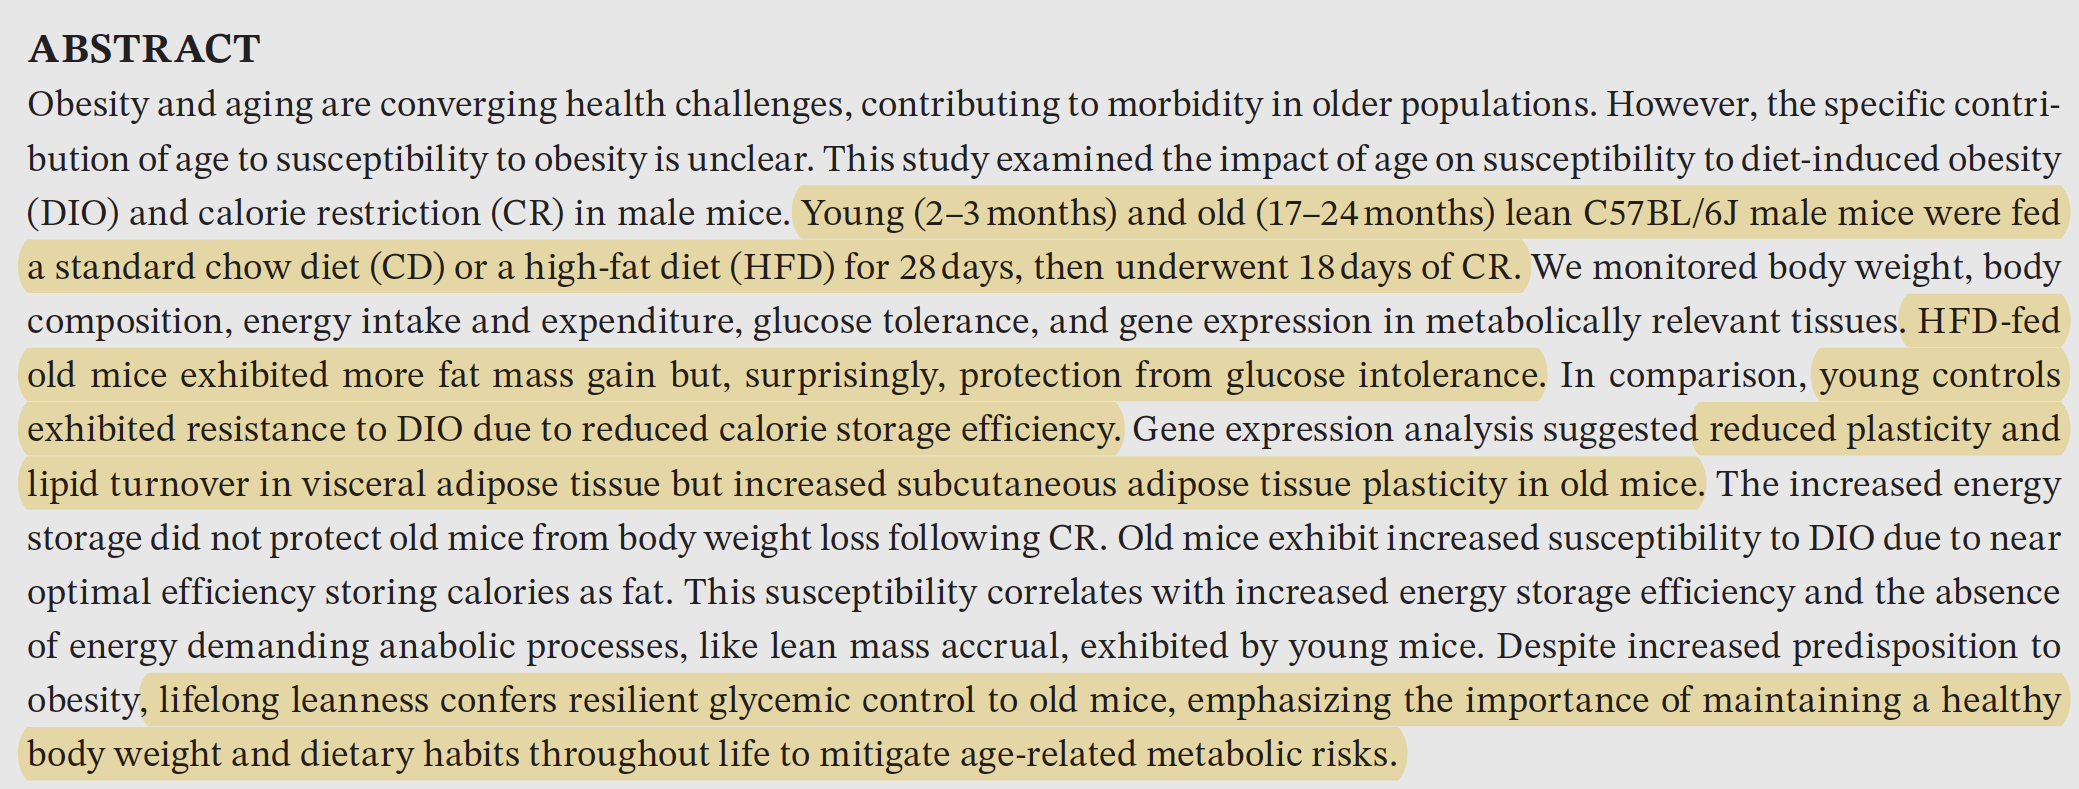 ABSTRACT
Obesity and aging are converging health challenges, contributing to morbidity in older populations. However, the specific contri-
bution of age to susceptibility to obesity is unclear. This study examined the impact of age on susceptibility to diet-induced obesity
(DIO) and calorie restriction (CR) in male mice. Young (2–3 months) and old (17–24 months) lean C57BL/6J male mice were fed
a standard chow diet (CD) or a high-fat diet (HFD) for 28 days, then underwent 18 days of CR. We monitored body weight, body
composition, energy intake and expenditure, glucose tolerance, and gene expression in metabolically relevant tissues. HFD-fed
old mice exhibited more fat mass gain but, surprisingly, protection from glucose intolerance. In comparison, young controls
exhibited resistance to DIO due to reduced calorie storage efficiency. Gene expression analysis suggested reduced plasticity and
lipid turnover in visceral adipose tissue but increased subcutaneous adipose tissue plasticity in old mice. The increased energy
storage did not protect old mice from body weight loss following CR. Old mice exhibit increased susceptibility to DIO due to near
optimal efficiency storing calories as fat. This susceptibility correlates with increased energy storage efficiency and the absence
of energy demanding anabolic processes, like lean mass accrual, exhibited by young mice. Despite increased predisposition to
obesity, lifelong leanness confers resilient glycemic control to old mice, emphasizing the importance of maintaining a healthy
body weight and dietary habits throughout life to mitigate age-related metabolic risks.